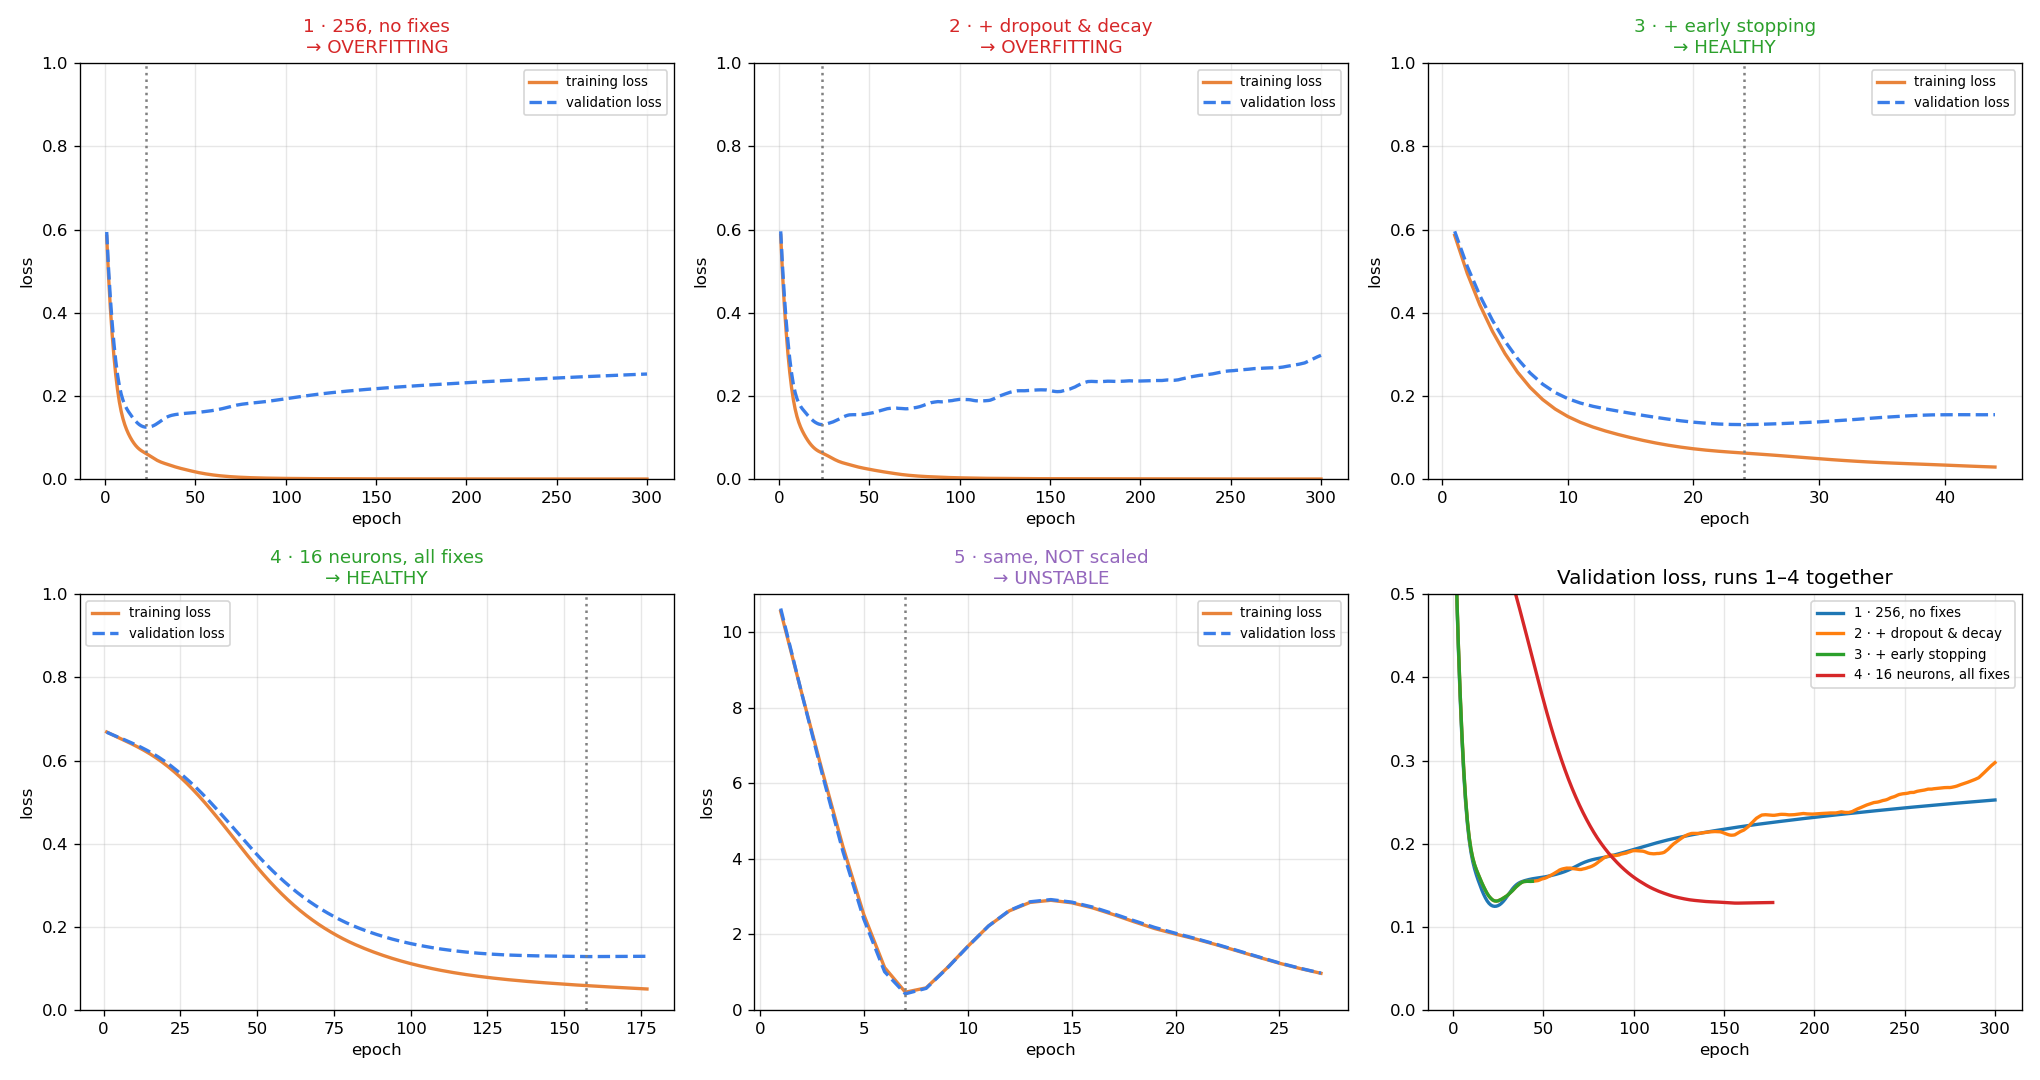 1 · 256, no fixes
→ OVERFITTING
1.0
0.8
0.6
0.4
0.2
0.0
loss
training loss
validation loss
0
50
100
150
200
250
300
epoch
2 · + dropout & decay
→ OVERFITTING
1.0
0.8
0.6
0.4
0.2
0.0
loss
training loss
validation loss
0
50
100
150
200
250
300
epoch
3 · + early stopping
→ HEALTHY
1.0
0.8
0.6
0.4
0.2
0.0
loss
training loss
validation loss
0
10
20
30
40
epoch
4 · 16 neurons, all fixes
→ HEALTHY
1.0
0.8
0.6
0.4
0.2
0.0
loss
training loss
validation loss
0
25
50
75
100
125
150
175
epoch
5 · same, NOT scaled
→ UNSTABLE
10
8
6
4
2
0
loss
training loss
validation loss
0
5
10
15
20
25
epoch
Validation loss, runs 1–4 together
0.5
0.4
0.3
0.2
0.1
0.0
1 · 256, no fixes
2 · + dropout & decay
3 · + early stopping
4 · 16 neurons, all fixes
0
50
100
150
200
250
300
epoch